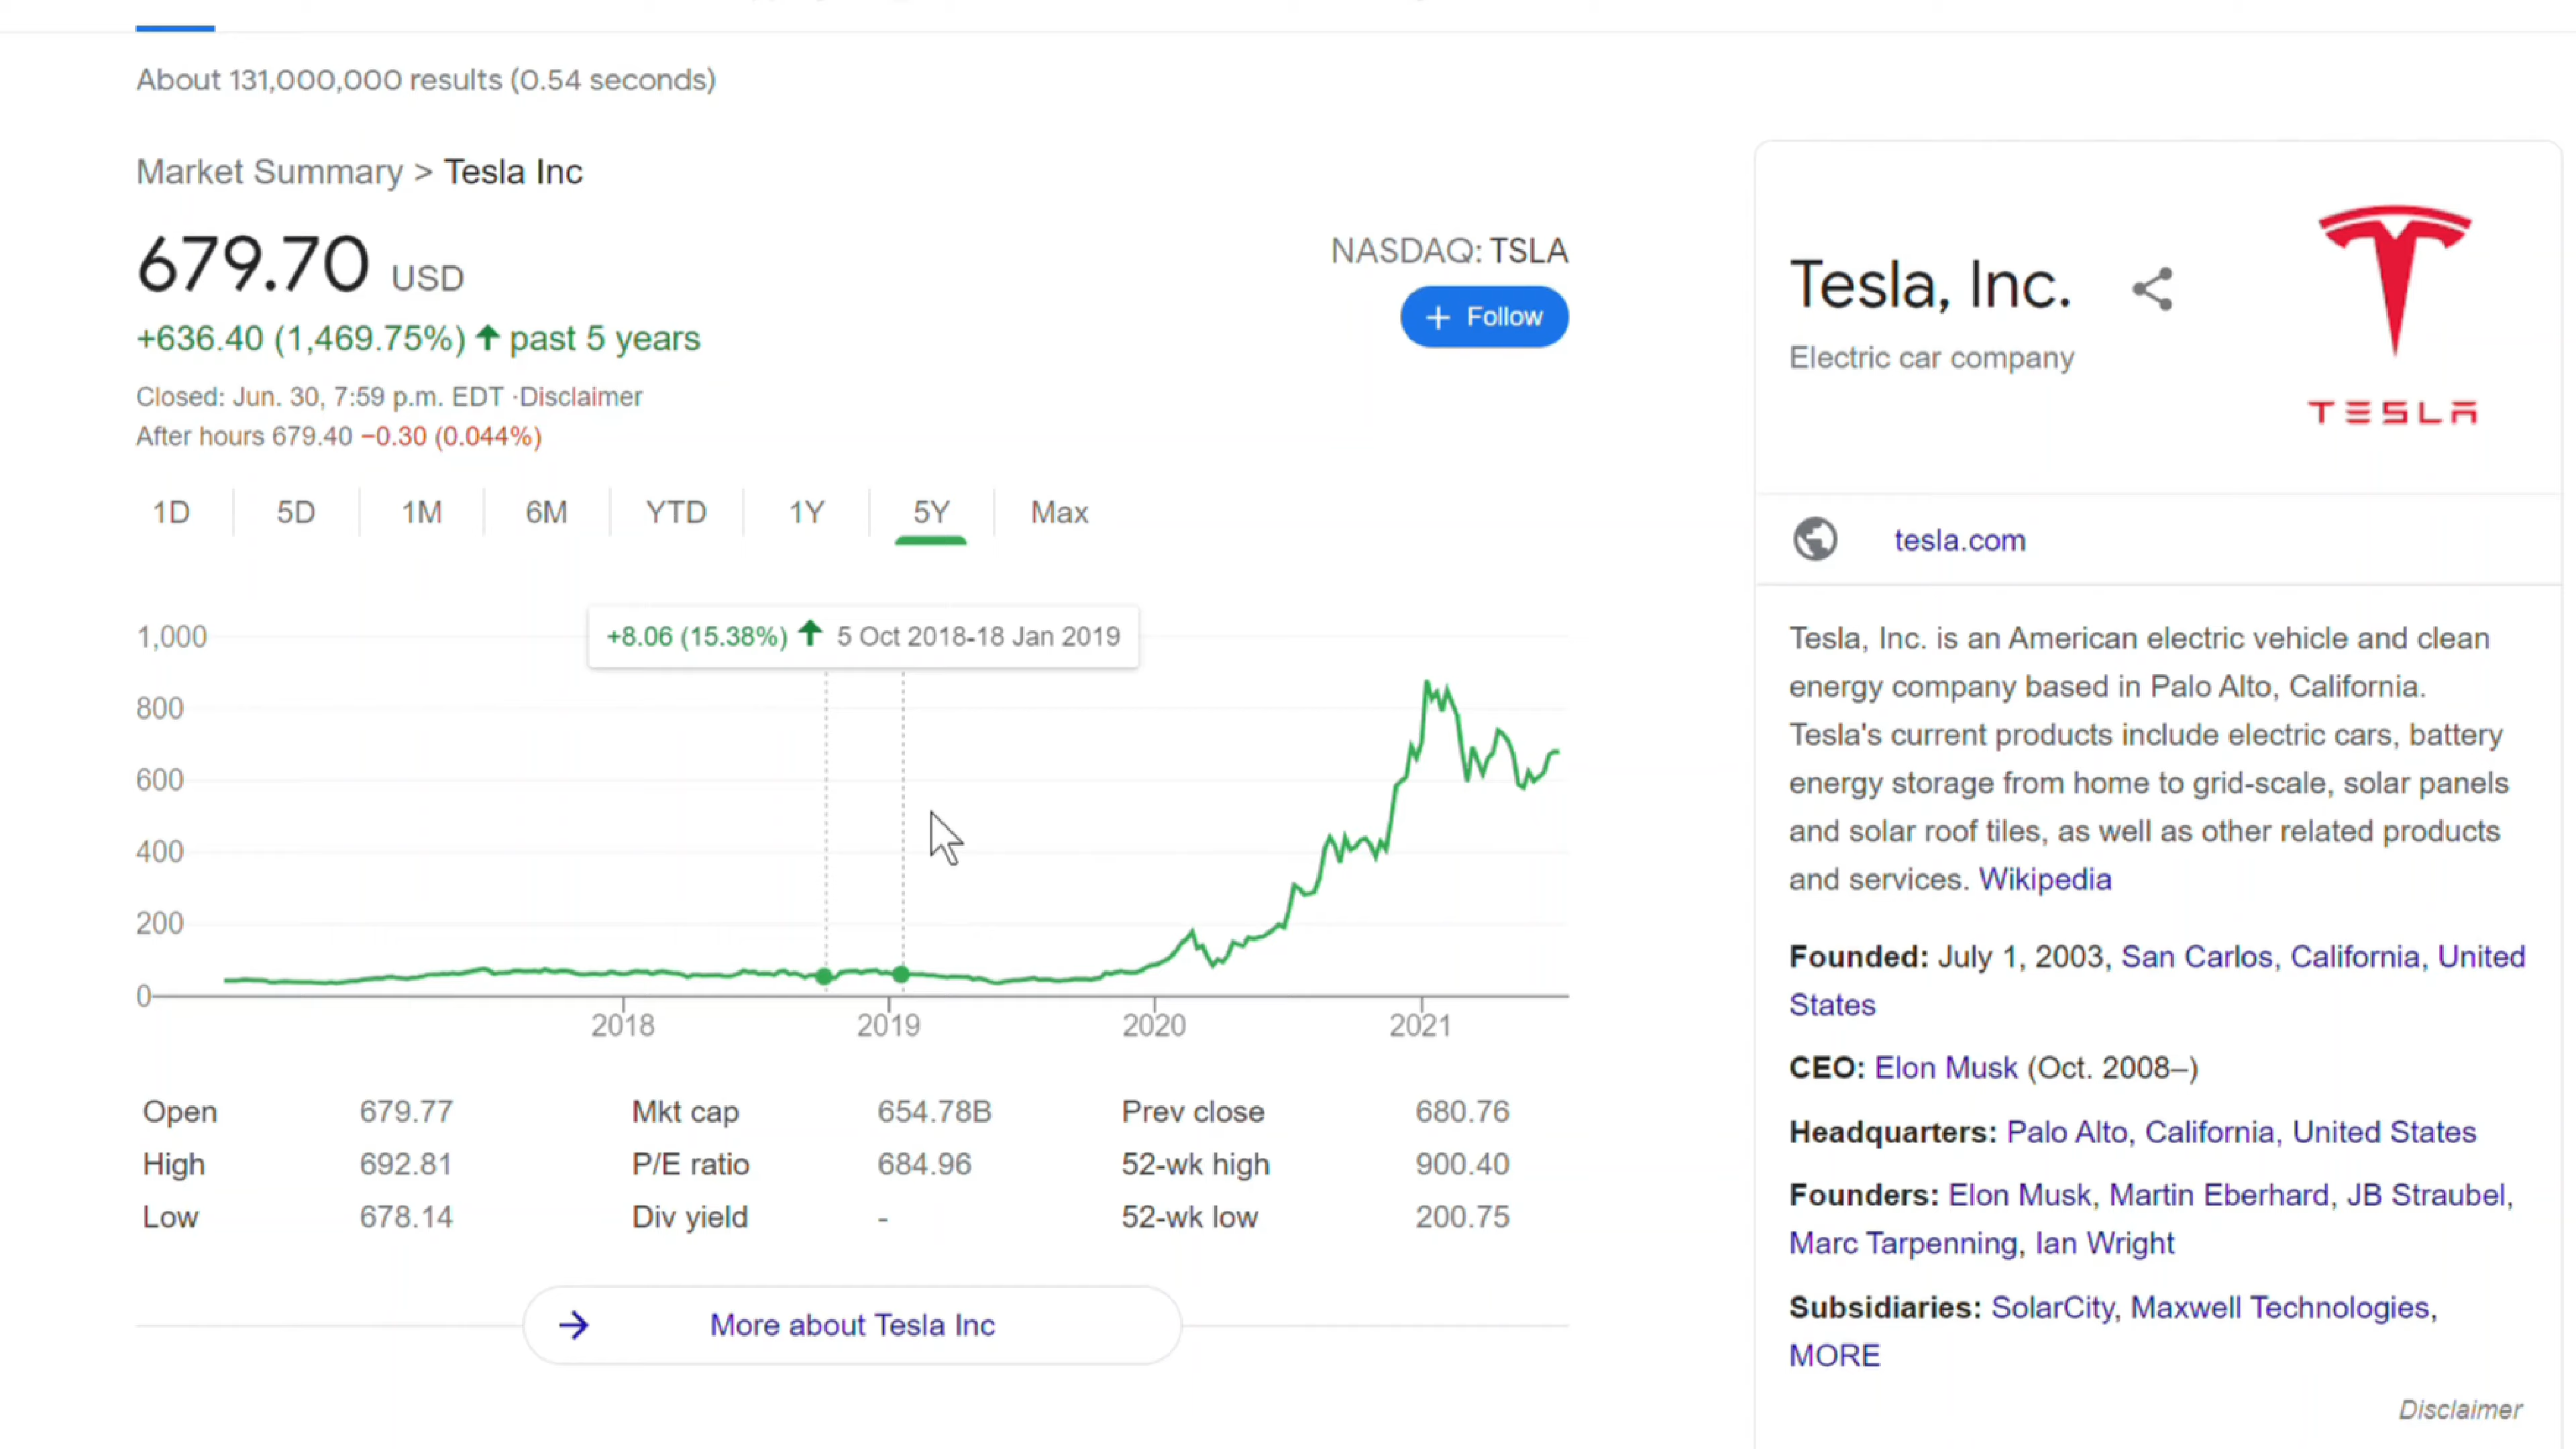 About 131,000,000 results (0.54 seconds)
Market Summary > Tesla Inc
679.70 USD
+636.40 (1,469.75%) ↑ past 5 years
Closed: Jun. 30, 7:59 p.m. EDT ·Disclaimer
After hours 679.40 −0.30 (0.044%)
NASDAQ: TSLA
+ Follow
1D 5D 1M 6M YTD 1Y 5Y Max
+8.06 (15.38%) ↑ 5 Oct 2018-18 Jan 2019
1,000
800
600
400
200
0
2018 2019 2020 2021
Open 679.77 Mkt cap 654.78B Prev close 680.76
High 692.81 P/E ratio 684.96 52-wk high 900.40
Low 678.14 Div yield - 52-wk low 200.75
More about Tesla Inc
Tesla, Inc.
Electric car company
TESLA
tesla.com
Tesla, Inc. is an American electric vehicle and clean
energy company based in Palo Alto, California.
Tesla's current products include electric cars, battery
energy storage from home to grid-scale, solar panels
and solar roof tiles, as well as other related products
and services. Wikipedia
Founded: July 1, 2003, San Carlos, California, United
States
CEO: Elon Musk (Oct. 2008–)
Headquarters: Palo Alto, California, United States
Founders: Elon Musk, Martin Eberhard, JB Straubel,
Marc Tarpenning, Ian Wright
Subsidiaries: SolarCity, Maxwell Technologies,
MORE
Disclaimer